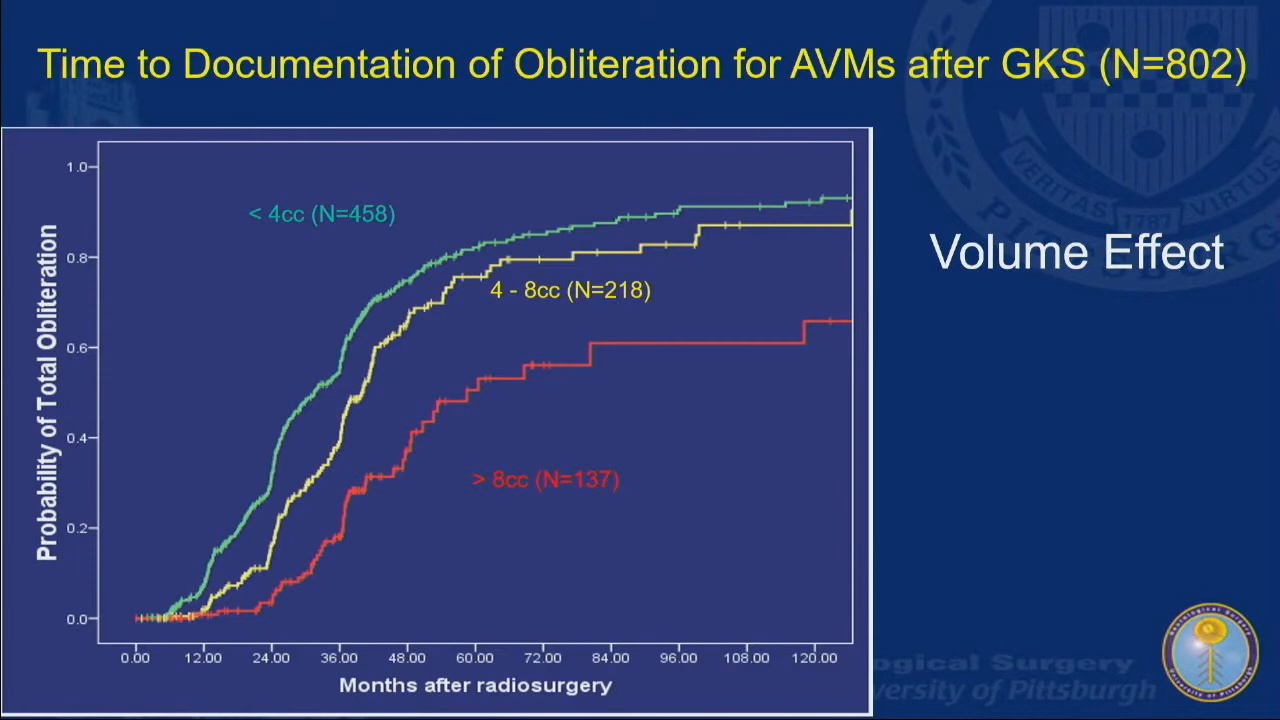 Time to Documentation of Obliteration for AVMs after GKS (N=802)
Volume Effect
< 4cc (N=458)
4 - 8cc (N=218)
> 8cc (N=137)
Probability of Total Obliteration
1.0
0.8
0.6
0.4
0.2
0.0
0.00 12.00 24.00 36.00 48.00 60.00 72.00 84.00 96.00 108.00 120.00
Months after radiosurgery
VERITAS
1787
VIRTUS
ological Surgery
versity of Pittsburgh